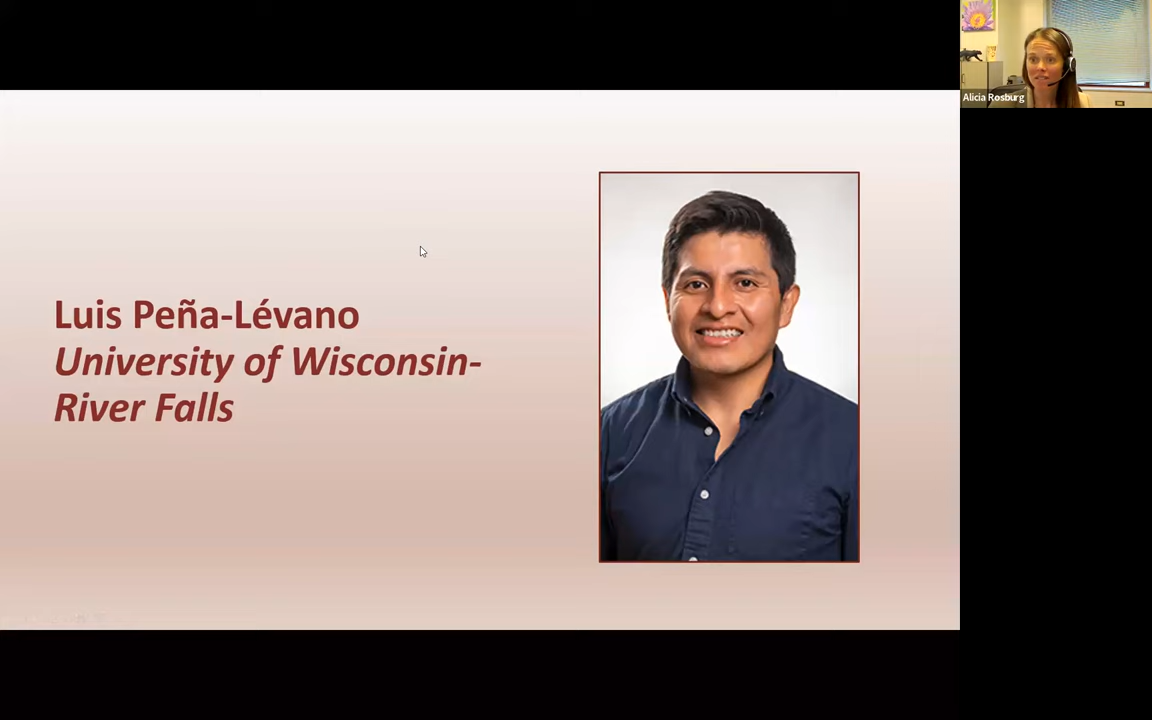 Alicia Rosburg
Luis Peña-Lévano
University of Wisconsin-
River Falls